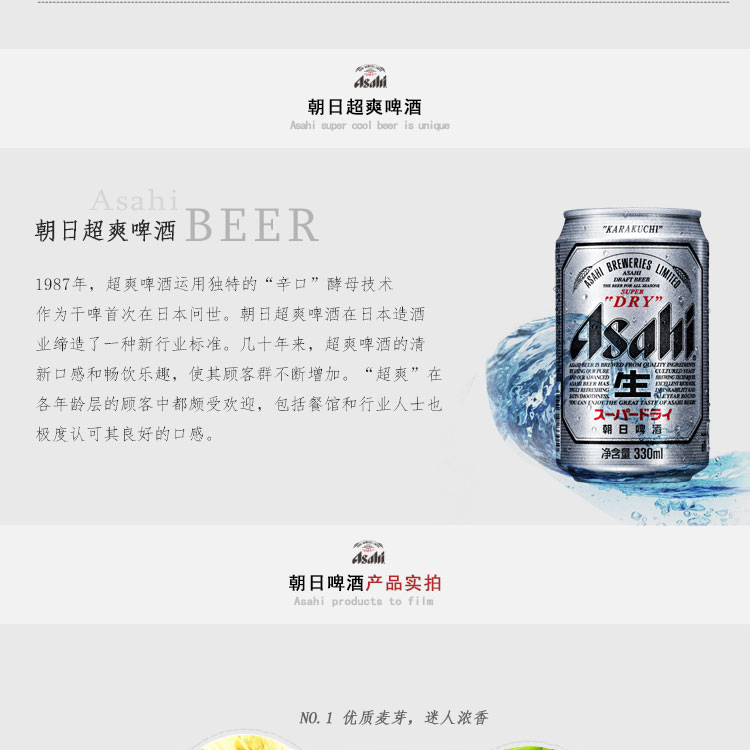 Asahi
朝日超爽啤酒
Asahi super cool beer is unique
Asahi
朝日超爽啤酒 BEER
1987年，超爽啤酒运用独特的“辛口”酵母技术
作为干啤首次在日本问世。朝日超爽啤酒在日本造酒
业缔造了一种新行业标准。几十年来，超爽啤酒的清
新口感和畅饮乐趣，使其顾客群不断增加。“超爽”在
各年龄层的顾客中都颇受欢迎，包括餐馆和行业人士也
极度认可其良好的口感。
"KARAKUCHI"
ASAHI BREWERIES LIMITED
ASAHI
DRAFT BEER
THE BEER FOR ALL SEASONS
SUPER
"DRY"
Asahi
生
スーパードライ
朝日啤酒
净含量 330ml
Asahi
朝日啤酒产品实拍
Asahi products to film
NO.1 优质麦芽，迷人浓香